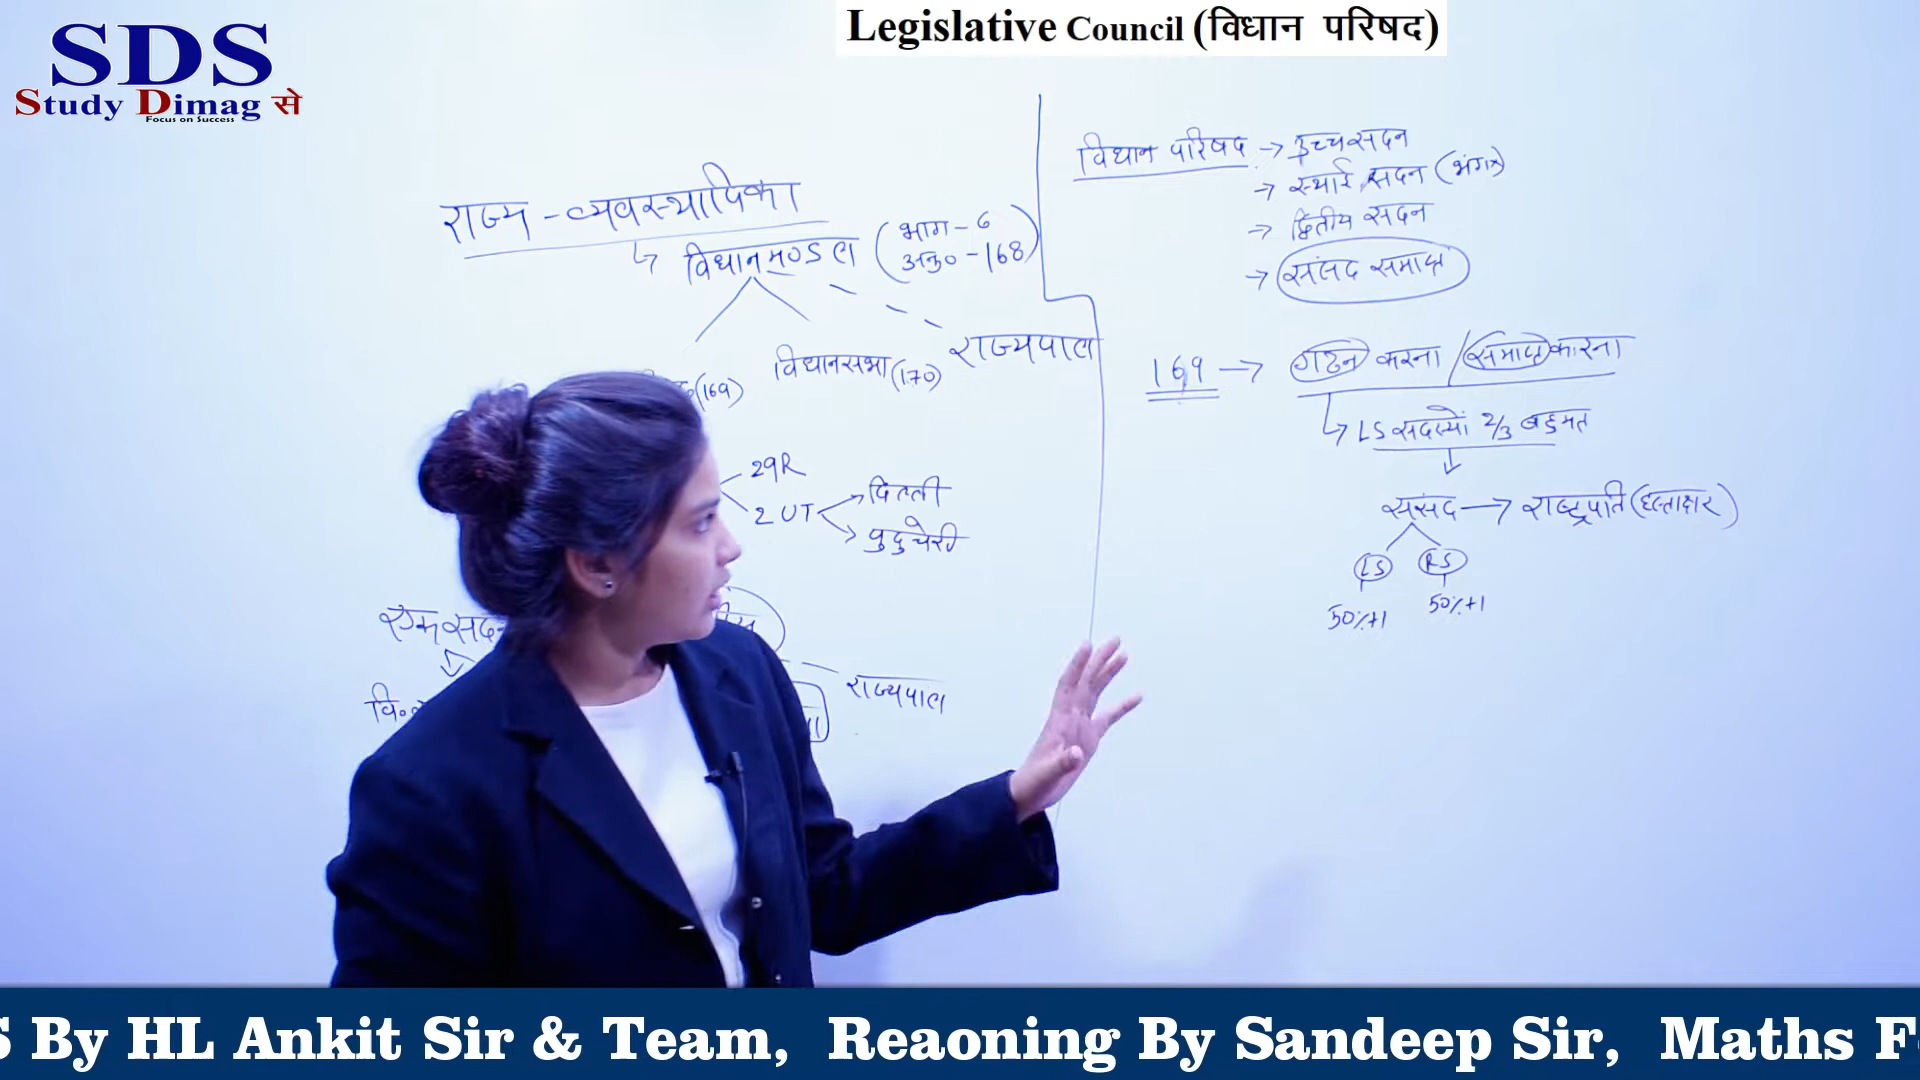 SDS
Study Dimag से
Focus on Success
Legislative Council (विधान परिषद)
राज्य - व्यवस्थापिका
↳ विधानमण्डल (भाग - 6
अनु० - 168)
विधानसभा (170)
राज्यपाल
(169)
29R
2 UT
दिल्ली
पुदुचेरी
एकसदन
वि०
राज्यपाल
विधान परिषद → उच्च सदन
→ स्थाई सदन
→ द्वितीय सदन
→ संसद समाप्त
169 → गठन करना / समाप्त करना
↳ LS सदस्यों 2/3 बहुमत
संसद → राष्ट्रपति (हस्ताक्षर)
LS RS
50%+1 50%+1
S By HL Ankit Sir & Team, Reaoning By Sandeep Sir, Maths F